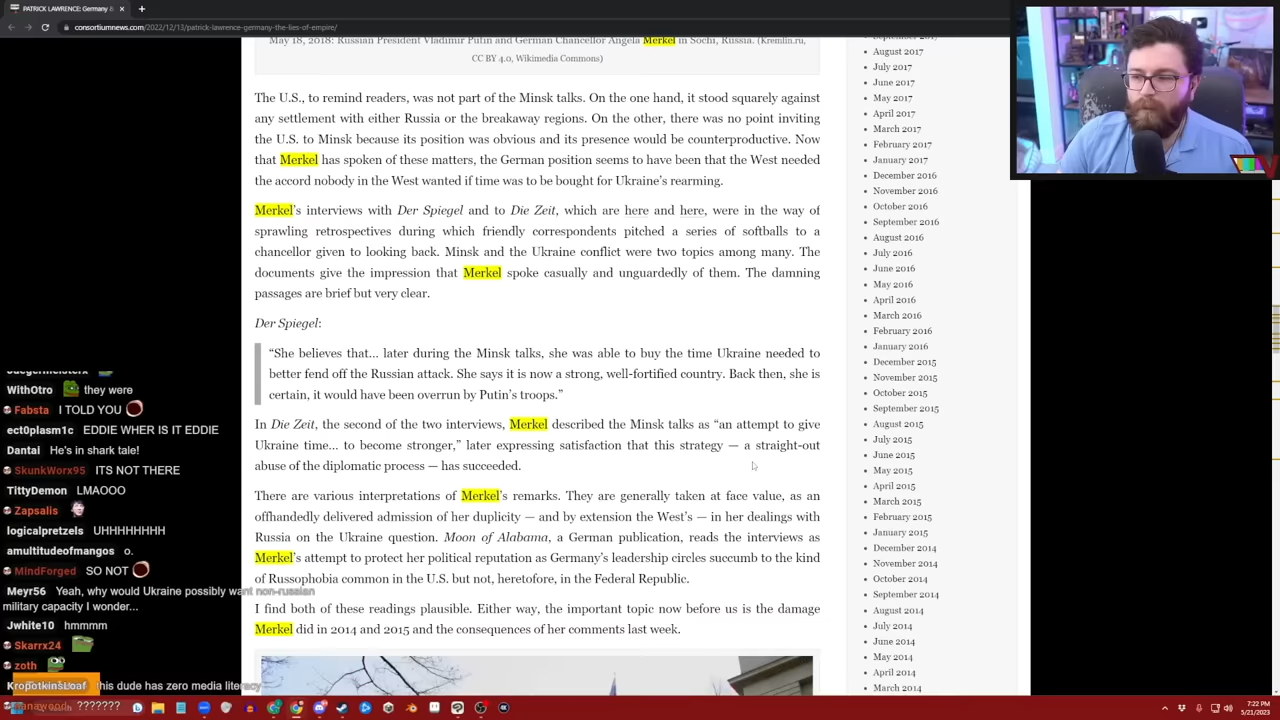 PATRICK LAWRENCE: Germany &
consortiumnews.com/2022/12/13/patrick-lawrence-germany-the-lies-of-empire/
May 18, 2018: Russian President Vladimir Putin and German Chancellor Angela Merkel in Sochi, Russia. (Kremlin.ru,
CC BY 4.0, Wikimedia Commons)
The U.S., to remind readers, was not part of the Minsk talks. On the one hand, it stood squarely against
any settlement with either Russia or the breakaway regions. On the other, there was no point inviting
the U.S. to Minsk because its position was obvious and its presence would be counterproductive. Now
that Merkel has spoken of these matters, the German position seems to have been that the West needed
the accord nobody in the West wanted if time was to be bought for Ukraine's rearming.
Merkel's interviews with Der Spiegel and to Die Zeit, which are here and here, were in the way of
sprawling retrospectives during which friendly correspondents pitched a series of softballs to a
chancellor given to looking back. Minsk and the Ukraine conflict were two topics among many. The
documents give the impression that Merkel spoke casually and unguardedly of them. The damning
passages are brief but very clear.
Der Spiegel:
“She believes that… later during the Minsk talks, she was able to buy the time Ukraine needed to
better fend off the Russian attack. She says it is now a strong, well-fortified country. Back then, she is
certain, it would have been overrun by Putin's troops.”
In Die Zeit, the second of the two interviews, Merkel described the Minsk talks as “an attempt to give
Ukraine time… to become stronger,” later expressing satisfaction that this strategy — a straight-out
abuse of the diplomatic process — has succeeded.
There are various interpretations of Merkel's remarks. They are generally taken at face value, as an
offhandedly delivered admission of her duplicity — and by extension the West's — in her dealings with
Russia on the Ukraine question. Moon of Alabama, a German publication, reads the interviews as
Merkel's attempt to protect her political reputation as Germany's leadership circles succumb to the kind
of Russophobia common in the U.S. but not, heretofore, in the Federal Republic.
I find both of these readings plausible. Either way, the important topic now before us is the damage
Merkel did in 2014 and 2015 and the consequences of her comments last week.
August 2017
July 2017
June 2017
May 2017
April 2017
March 2017
February 2017
January 2017
December 2016
November 2016
October 2016
September 2016
August 2016
July 2016
June 2016
May 2016
April 2016
March 2016
February 2016
January 2016
December 2015
November 2015
October 2015
September 2015
August 2015
July 2015
June 2015
May 2015
April 2015
March 2015
February 2015
January 2015
December 2014
November 2014
October 2014
September 2014
August 2014
July 2014
June 2014
May 2014
April 2014
March 2014
WithOtro they were
Fabsta I TOLD YOU
ect0plasm1c EDDIE WHER IS IT EDDIE
Dantal He's in shark tale!
SkunkWorx95 ITS NOT THERE
TittyDemon LMAOOO
Zapsalis
logicalpretzels UHHHHHHHH
amultitudeofmangos o.
MindForged SO NOT
Meyr56 Yeah, why would Ukraine possibly want non-russian
military capacity I wonder...
Jwhite10 hmmmm
Skarrx24
zoth
KropotkinsLoaf this dude has zero media literacy
???????
7:22 PM
5/21/2023